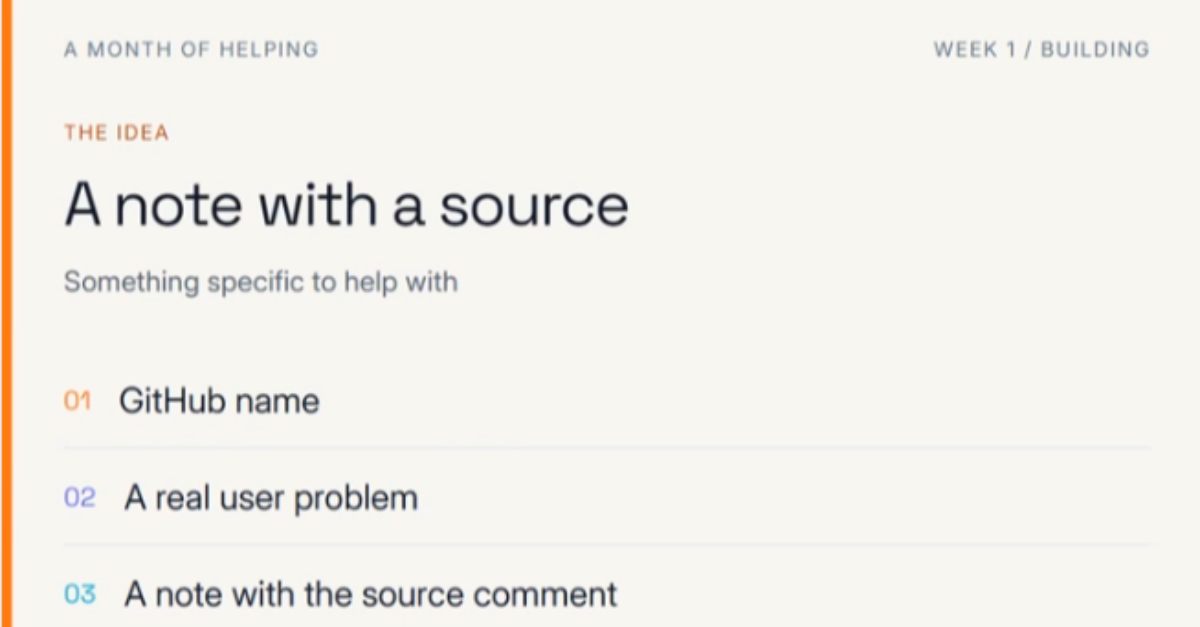 A MONTH OF HELPING
WEEK 1 / BUILDING
THE IDEA
A note with a source
Something specific to help with
01 GitHub name
02 A real user problem
03 A note with the source comment